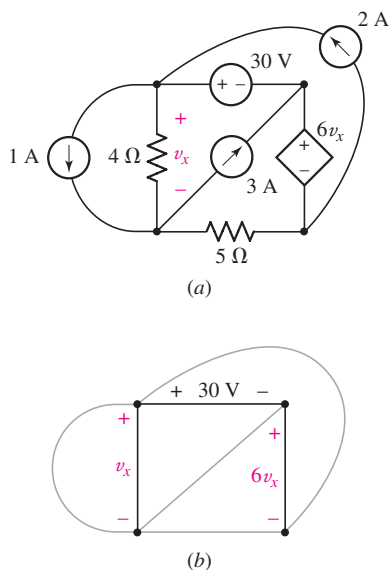 2 A
30 V
+ −
+
1 A
4 Ω
v_x
−
3 A
6v_x
+
−
5 Ω
(a)
+ 30 V −
+
v_x
−
+
6v_x
−
(b)